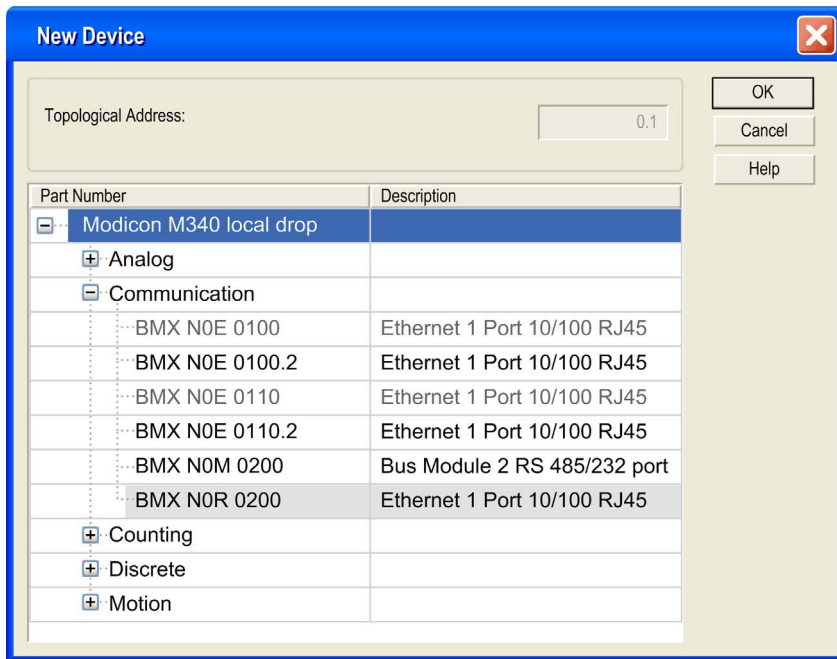 New Device
Topological Address:
0.1
OK
Cancel
Help
Part Number Description
Modicon M340 local drop
Analog
Communication
BMX N0E 0100 Ethernet 1 Port 10/100 RJ45
BMX N0E 0100.2 Ethernet 1 Port 10/100 RJ45
BMX N0E 0110 Ethernet 1 Port 10/100 RJ45
BMX N0E 0110.2 Ethernet 1 Port 10/100 RJ45
BMX N0M 0200 Bus Module 2 RS 485/232 port
BMX N0R 0200 Ethernet 1 Port 10/100 RJ45
Counting
Discrete
Motion